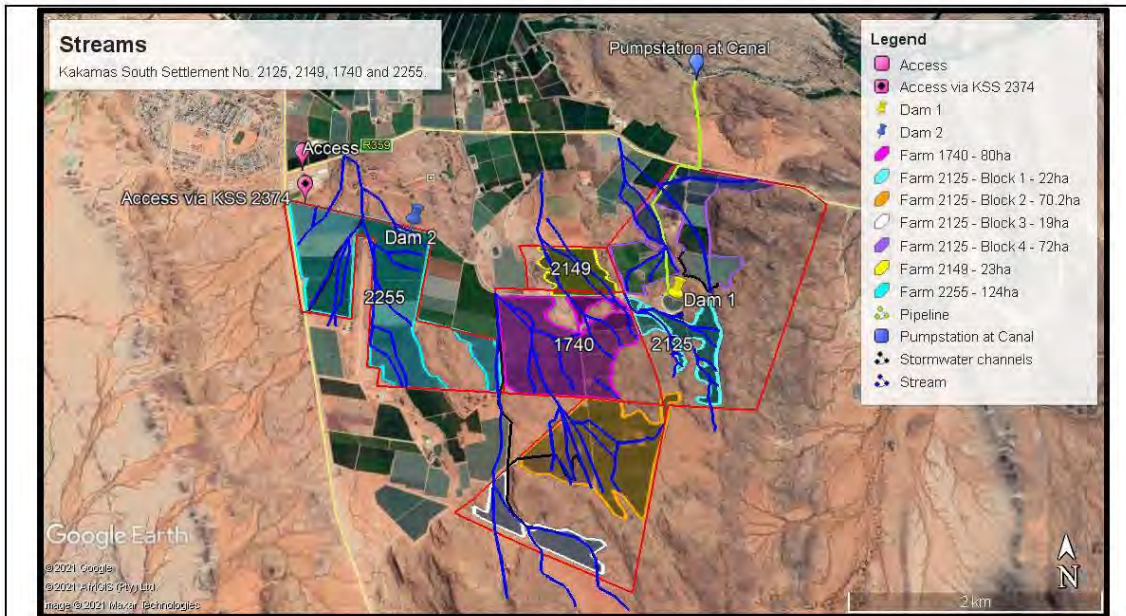 Streams
Kakamas South Settlement No. 2125, 2149, 1740 and 2255.
Pumpstation at Canal
Access
R359
Access via KSS 2374
Dam 2
2149
2255
Dam 1
1740
2125
Legend
Access
Access via KSS 2374
Dam 1
Dam 2
Farm 1740 - 80ha
Farm 2125 - Block 1 - 22ha
Farm 2125 - Block 2 - 70.2ha
Farm 2125 - Block 3 - 19ha
Farm 2125 - Block 4 - 72ha
Farm 2149 - 23ha
Farm 2255 - 124ha
Pipeline
Pumpstation at Canal
Stormwater channels
Stream
Google Earth
© 2021 Google
© 2021 AfriGIS (Pty) Ltd.
Image © 2021 Maxar Technologies
N
2 km